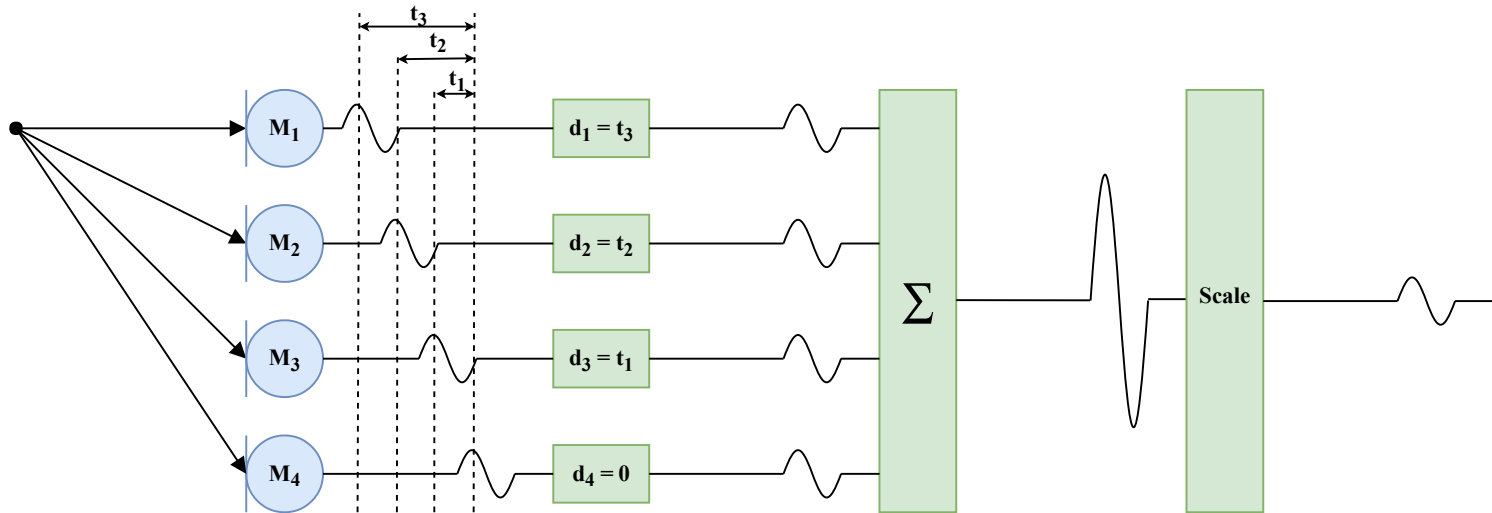 t₃
t₂
t₁
M₁
d₁ = t₃
M₂
d₂ = t₂
∑
Scale
M₃
d₃ = t₁
M₄
d₄ = 0